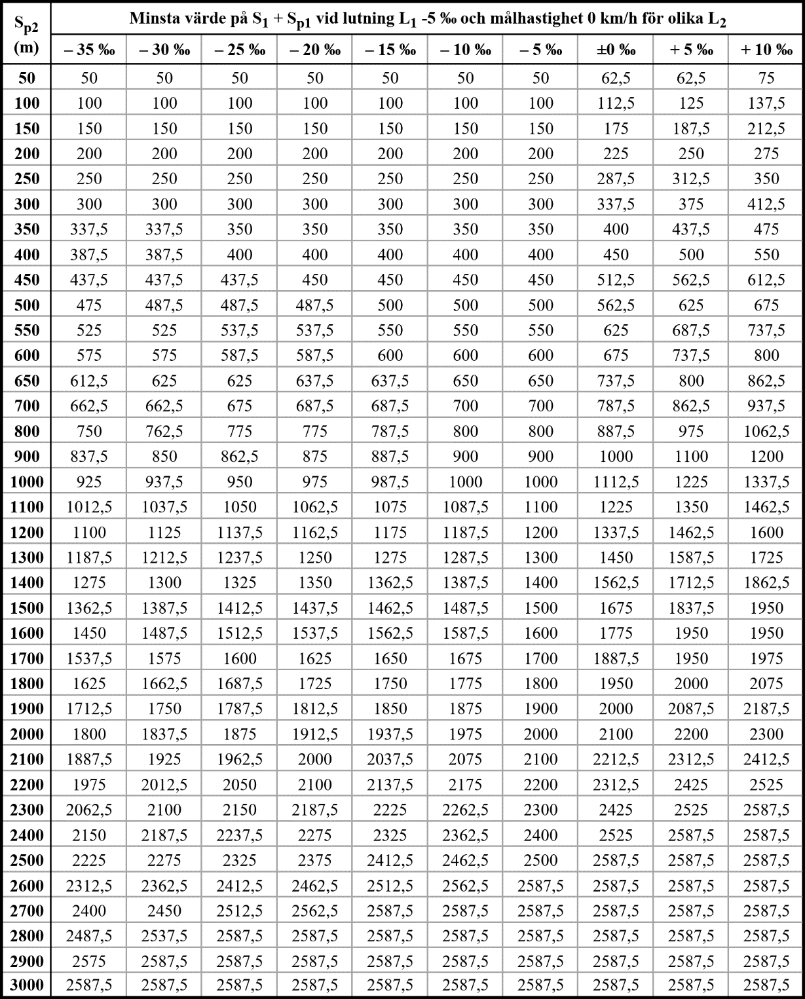 S_p2 (m) Minsta värde på S_1 + S_p1 vid lutning L_1 -5 ‰ och målhastighet 0 km/h för olika L_2
– 35 ‰ – 30 ‰ – 25 ‰ – 20 ‰ – 15 ‰ – 10 ‰ – 5 ‰ ±0 ‰ + 5 ‰ + 10 ‰
50 50 50 50 50 50 50 50 62,5 62,5 75
100 100 100 100 100 100 100 100 112,5 125 137,5
150 150 150 150 150 150 150 150 175 187,5 212,5
200 200 200 200 200 200 200 200 225 250 275
250 250 250 250 250 250 250 250 287,5 312,5 350
300 300 300 300 300 300 300 300 337,5 375 412,5
350 337,5 337,5 350 350 350 350 350 400 437,5 475
400 387,5 387,5 400 400 400 400 400 450 500 550
450 437,5 437,5 437,5 450 450 450 450 512,5 562,5 612,5
500 475 487,5 487,5 487,5 500 500 500 562,5 625 675
550 525 525 537,5 537,5 550 550 550 625 687,5 737,5
600 575 575 587,5 587,5 600 600 600 675 737,5 800
650 612,5 625 625 637,5 637,5 650 650 737,5 800 862,5
700 662,5 662,5 675 687,5 687,5 700 700 787,5 862,5 937,5
800 750 762,5 775 775 787,5 800 800 887,5 975 1062,5
900 837,5 850 862,5 875 887,5 900 900 1000 1100 1200
1000 925 937,5 950 975 987,5 1000 1000 1112,5 1225 1337,5
1100 1012,5 1037,5 1050 1062,5 1075 1087,5 1100 1225 1350 1462,5
1200 1100 1125 1137,5 1162,5 1175 1187,5 1200 1337,5 1462,5 1600
1300 1187,5 1212,5 1237,5 1250 1275 1287,5 1300 1450 1587,5 1725
1400 1275 1300 1325 1350 1362,5 1387,5 1400 1562,5 1712,5 1862,5
1500 1362,5 1387,5 1412,5 1437,5 1462,5 1487,5 1500 1675 1837,5 1950
1600 1450 1487,5 1512,5 1537,5 1562,5 1587,5 1600 1775 1950 1950
1700 1537,5 1575 1600 1625 1650 1675 1700 1887,5 1950 1975
1800 1625 1662,5 1687,5 1725 1750 1775 1800 1950 2000 2075
1900 1712,5 1750 1787,5 1812,5 1850 1875 1900 2000 2087,5 2187,5
2000 1800 1837,5 1875 1912,5 1937,5 1975 2000 2100 2200 2300
2100 1887,5 1925 1962,5 2000 2037,5 2075 2100 2212,5 2312,5 2412,5
2200 1975 2012,5 2050 2100 2137,5 2175 2200 2312,5 2425 2525
2300 2062,5 2100 2150 2187,5 2225 2262,5 2300 2425 2525 2587,5
2400 2150 2187,5 2237,5 2275 2325 2362,5 2400 2525 2587,5 2587,5
2500 2225 2275 2325 2375 2412,5 2462,5 2500 2587,5 2587,5 2587,5
2600 2312,5 2362,5 2412,5 2462,5 2512,5 2562,5 2587,5 2587,5 2587,5 2587,5
2700 2400 2450 2512,5 2562,5 2587,5 2587,5 2587,5 2587,5 2587,5 2587,5
2800 2487,5 2537,5 2587,5 2587,5 2587,5 2587,5 2587,5 2587,5 2587,5 2587,5
2900 2575 2587,5 2587,5 2587,5 2587,5 2587,5 2587,5 2587,5 2587,5 2587,5
3000 2587,5 2587,5 2587,5 2587,5 2587,5 2587,5 2587,5 2587,5 2587,5 2587,5